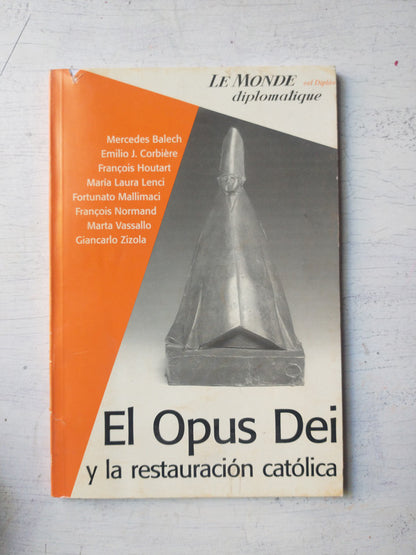 LE MONDE
diplomatique
Mercedes Balech
Emilio J. Corbière
François Houtart
María Laura Lenci
Fortunato Mallimaci
François Normand
Marta Vassallo
Giancarlo Zizola
El Opus Dei
y la restauración católica